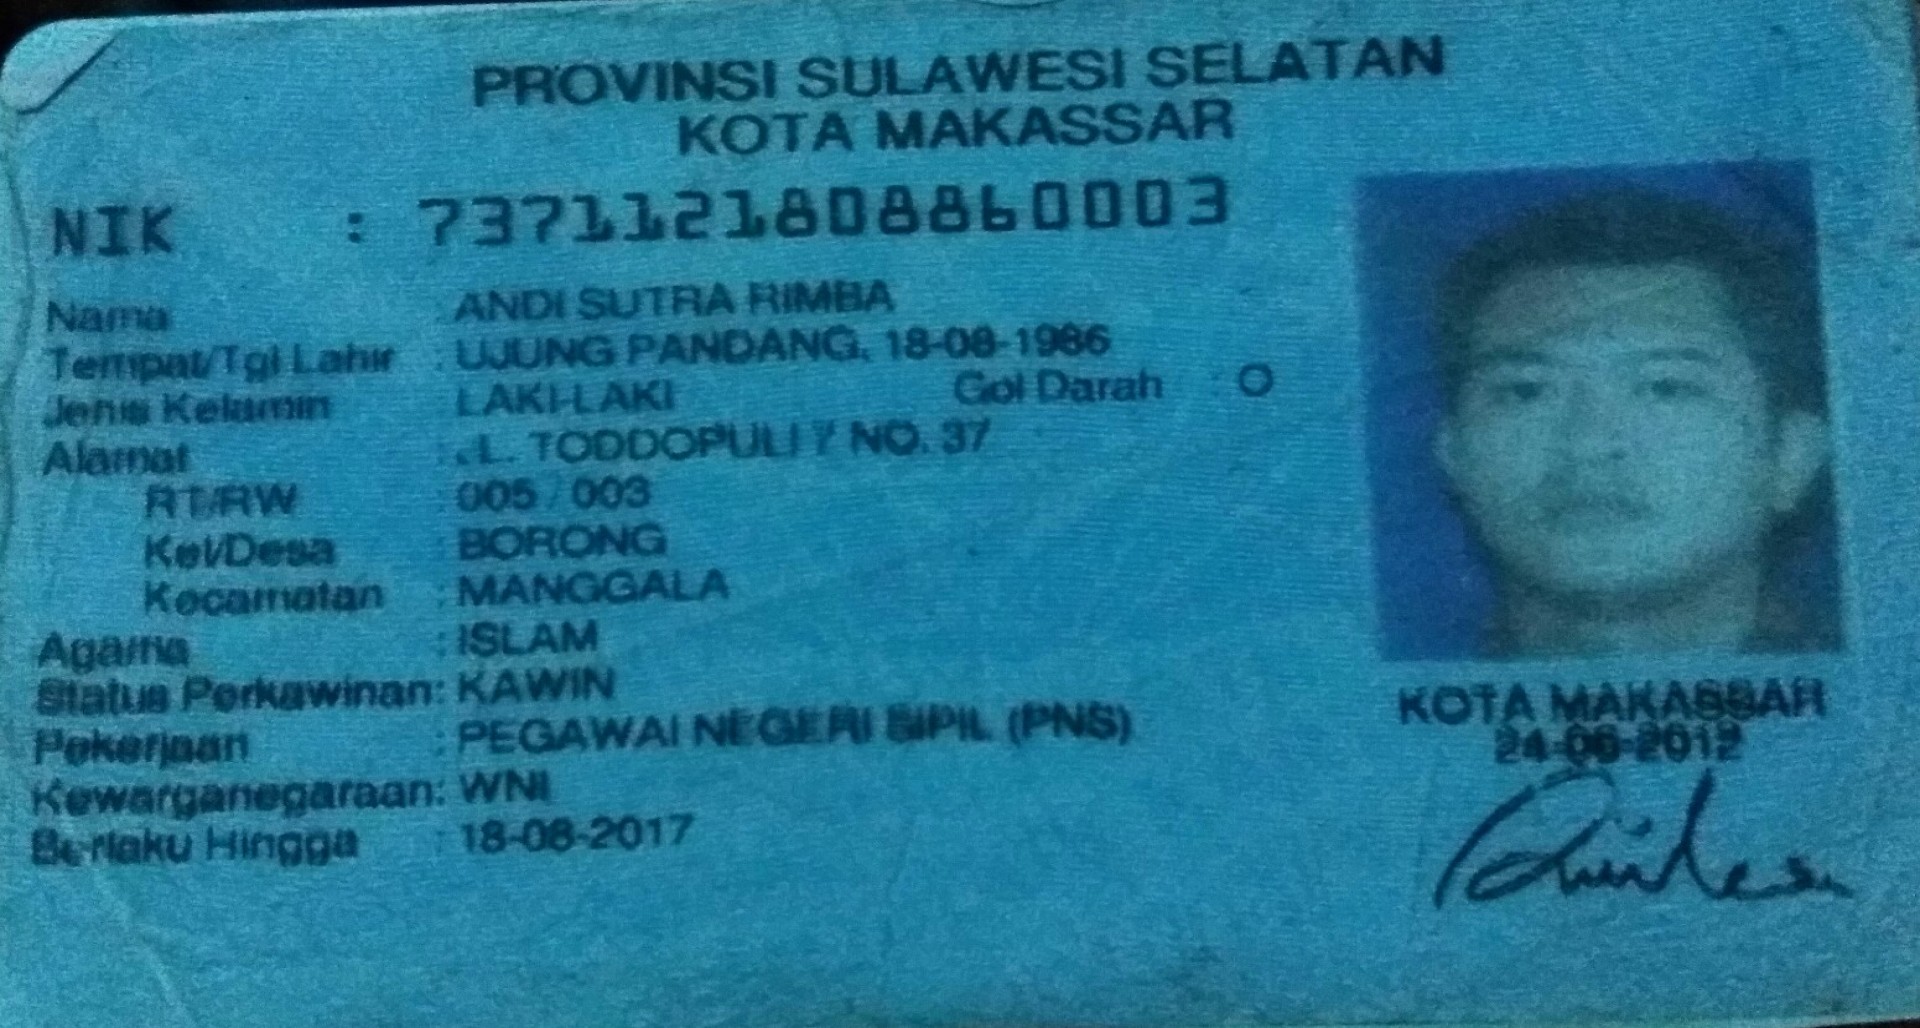 PROVINSI SULAWESI SELATAN
KOTA MAKASSAR
NIK : 7371121808860003
Nama : ANDI SUTRA RIMBA
Tempat/Tgl Lahir : UJUNG PANDANG, 18-08-1986
Jenis Kelamin : LAKI-LAKI Gol Darah : O
Alamat : JL. TODDOPULI 7 NO. 37
RT/RW : 005 / 003
Kel/Desa : BORONG
Kecamatan : MANGGALA
Agama : ISLAM
Status Perkawinan: KAWIN
Pekerjaan : PEGAWAI NEGERI SIPIL (PNS)
Kewarganegaraan: WNI
Berlaku Hingga : 18-08-2017
KOTA MAKASSAR
24-06-2012